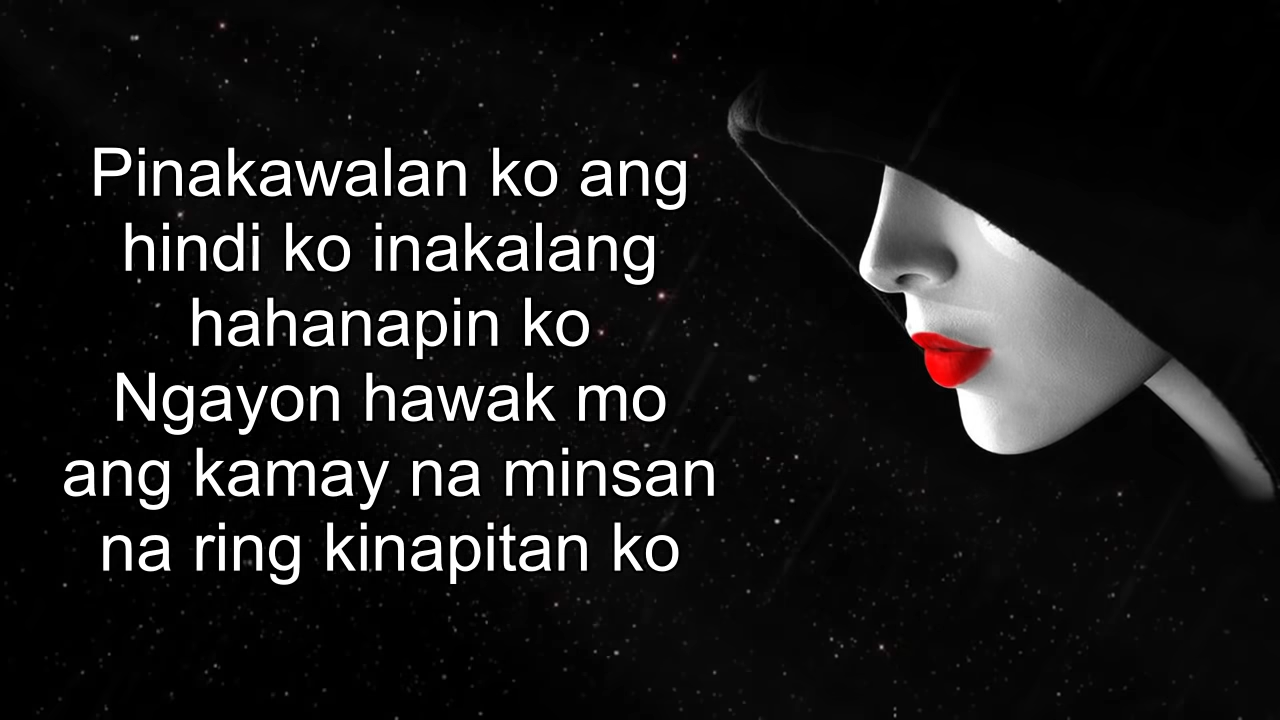 Pinakawalan ko ang
hindi ko inakalang
hahanapin ko
Ngayon hawak mo
ang kamay na minsan
na ring kinapitan ko